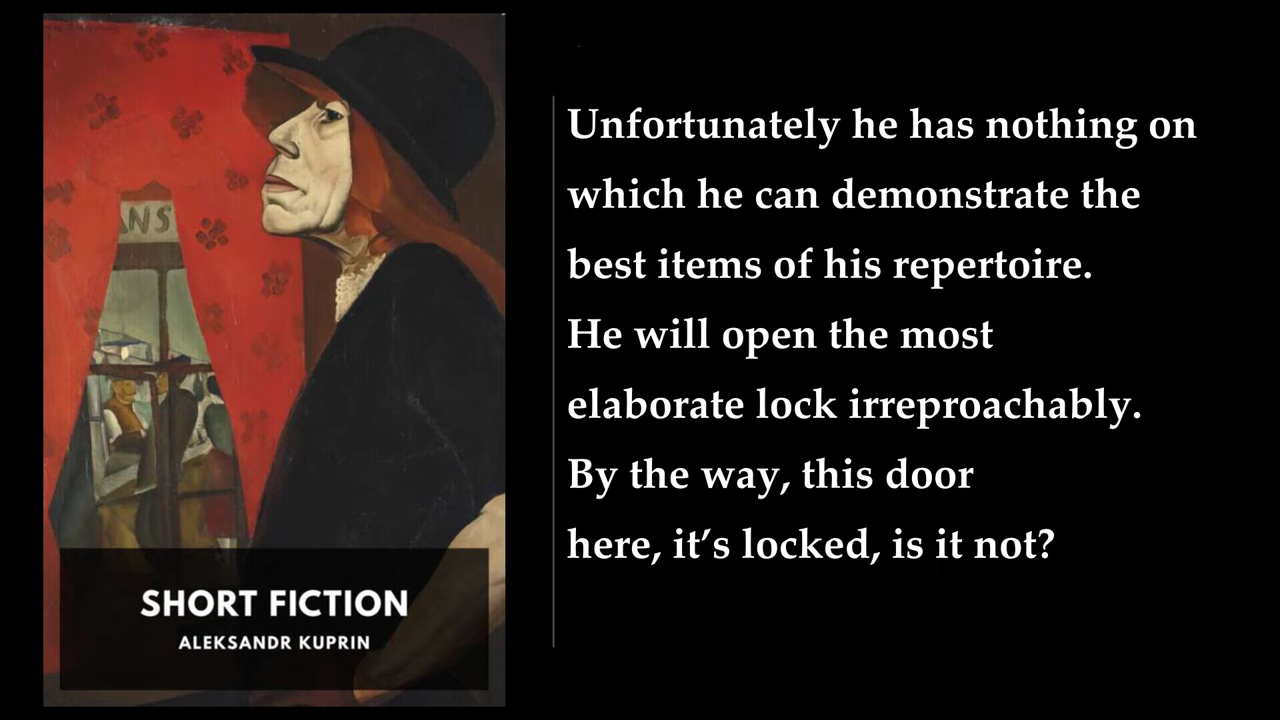 ANS
SHORT FICTION
ALEKSANDR KUPRIN
Unfortunately he has nothing on
which he can demonstrate the
best items of his repertoire.
He will open the most
elaborate lock irreproachably.
By the way, this door
here, it’s locked, is it not?